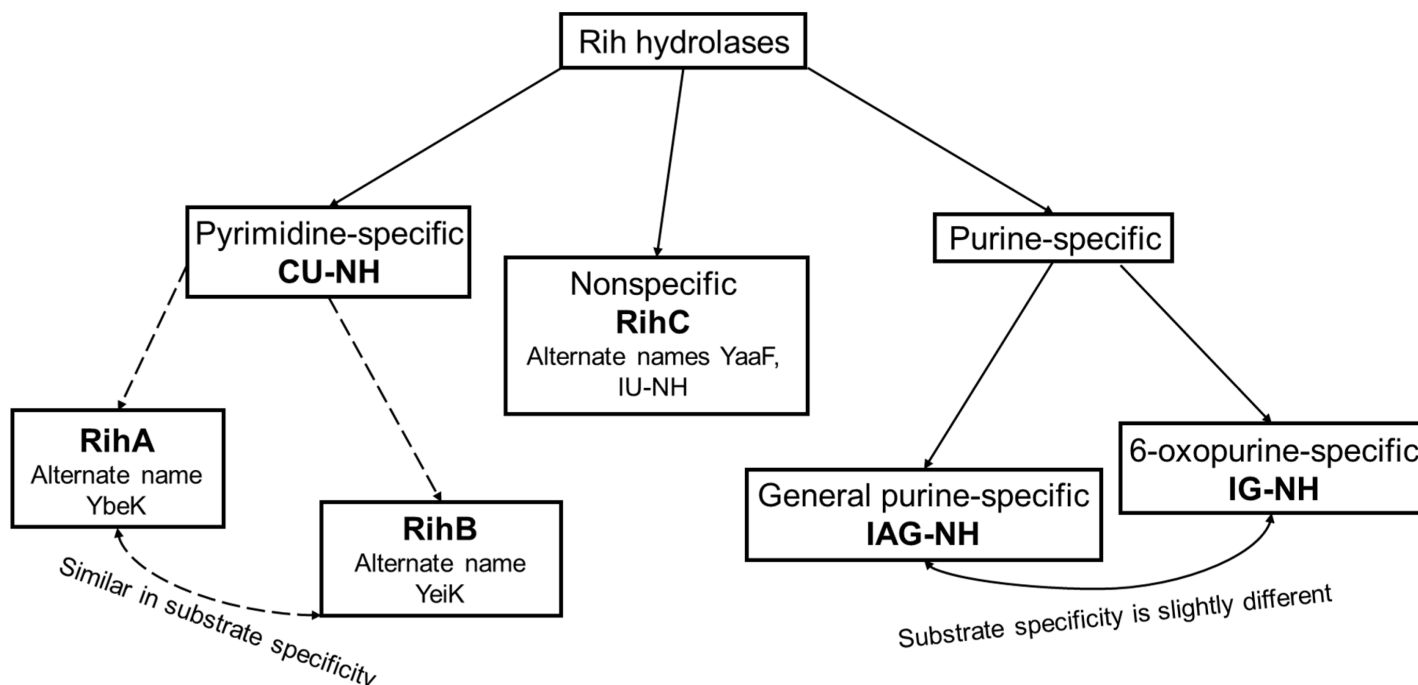 Rih hydrolases
Pyrimidine-specific
CU-NH
Nonspecific
RihC
Alternate names YaaF,
IU-NH
Purine-specific
RihA
Alternate name
YbeK
RihB
Alternate name
YeiK
Similar in substrate specificity
General purine-specific
IAG-NH
6-oxopurine-specific
IG-NH
Substrate specificity is slightly different